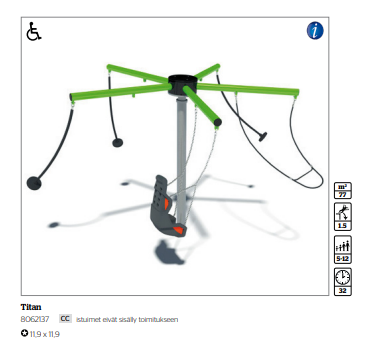 i
m²
77
1.5
5-12
32
Titan
8062137 CC istuimet eivät sisälly toimitukseen
11,9 x 11,9